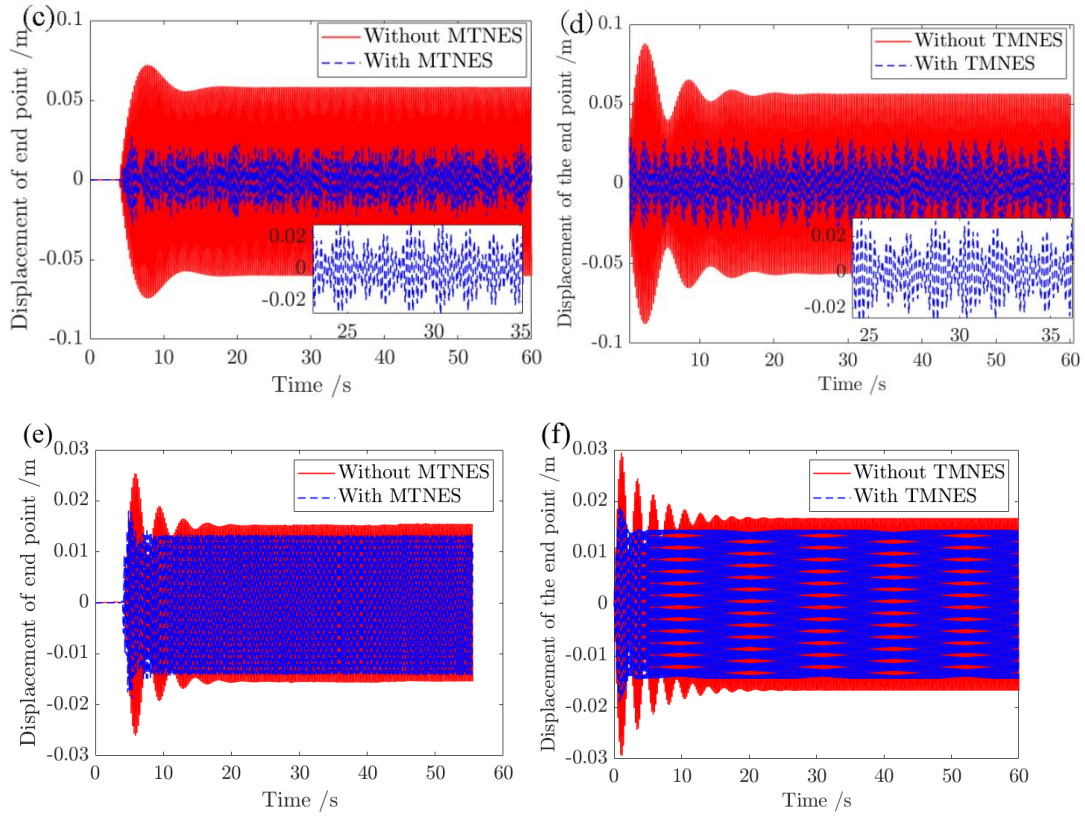 (c)
Displacement of end point /m
0.1
0.05
0
-0.05
-0.1
Without MTNES
With MTNES
0.02
0
-0.02
25
30
35
0 10 20 30 40 50 60
Time /s
(d)
Displacement of the end point /m
0.1
0.05
0
-0.05
-0.1
Without TMNES
With TMNES
0.02
0
-0.02
25
30
35
10 20 30 40 50 60
Time /s
(e)
Displacement of end point /m
0.03
0.02
0.01
0
-0.01
-0.02
-0.03
Without MTNES
With MTNES
0 10 20 30 40 50 60
Time /s
(f)
Displacement of the end point /m
0.03
0.02
0.01
0
-0.01
-0.02
-0.03
Without TMNES
With TMNES
0 10 20 30 40 50 60
Time /s